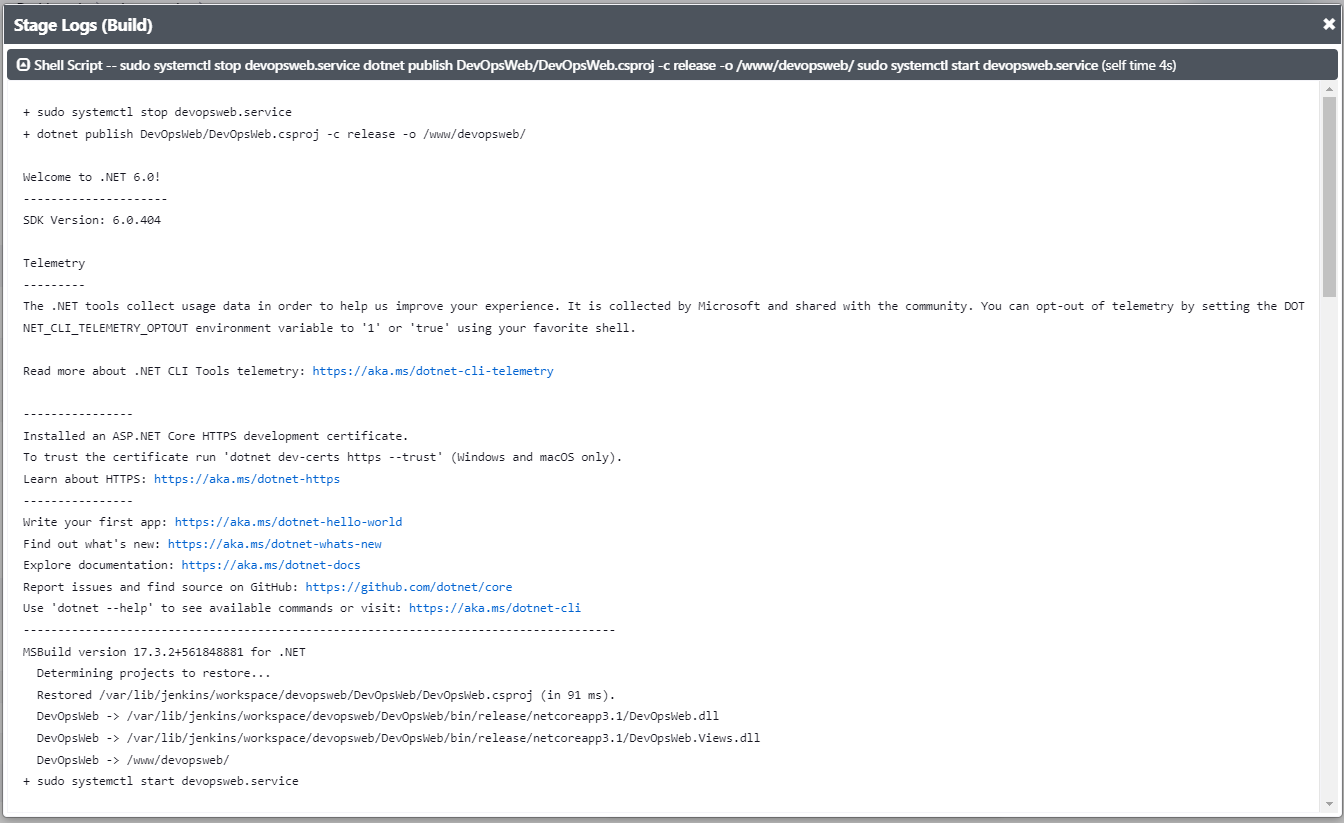 Stage Logs (Build)
Shell Script -- sudo systemctl stop devopsweb.service dotnet publish DevOpsWeb/DevOpsWeb.csproj -c release -o /www/devopsweb/ sudo systemctl start devopsweb.service (self time 4s)
+ sudo systemctl stop devopsweb.service
+ dotnet publish DevOpsWeb/DevOpsWeb.csproj -c release -o /www/devopsweb/
Welcome to .NET 6.0!
---------------------
SDK Version: 6.0.404
Telemetry
---------
The .NET tools collect usage data in order to help us improve your experience. It is collected by Microsoft and shared with the community. You can opt-out of telemetry by setting the DOT
NET_CLI_TELEMETRY_OPTOUT environment variable to '1' or 'true' using your favorite shell.
Read more about .NET CLI Tools telemetry: https://aka.ms/dotnet-cli-telemetry
----------------
Installed an ASP.NET Core HTTPS development certificate.
To trust the certificate run 'dotnet dev-certs https --trust' (Windows and macOS only).
Learn about HTTPS: https://aka.ms/dotnet-https
----------------
Write your first app: https://aka.ms/dotnet-hello-world
Find out what's new: https://aka.ms/dotnet-whats-new
Explore documentation: https://aka.ms/dotnet-docs
Report issues and find source on GitHub: https://github.com/dotnet/core
Use 'dotnet --help' to see available commands or visit: https://aka.ms/dotnet-cli
--------------------------------------------------------------------------------------
MSBuild version 17.3.2+561848881 for .NET
  Determining projects to restore...
  Restored /var/lib/jenkins/workspace/devopsweb/DevOpsWeb/DevOpsWeb.csproj (in 91 ms).
  DevOpsWeb -> /var/lib/jenkins/workspace/devopsweb/DevOpsWeb/bin/release/netcoreapp3.1/DevOpsWeb.dll
  DevOpsWeb -> /var/lib/jenkins/workspace/devopsweb/DevOpsWeb/bin/release/netcoreapp3.1/DevOpsWeb.Views.dll
  DevOpsWeb -> /www/devopsweb/
+ sudo systemctl start devopsweb.service